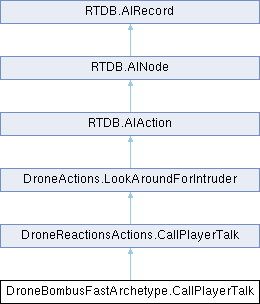 RTDB.AIRecord
RTDB.AINode
RTDB.AIAction
DroneActions.LookAroundForIntruder
DroneReactionsActions.CallPlayerTalk
DroneBombusFastArchetype.CallPlayerTalk